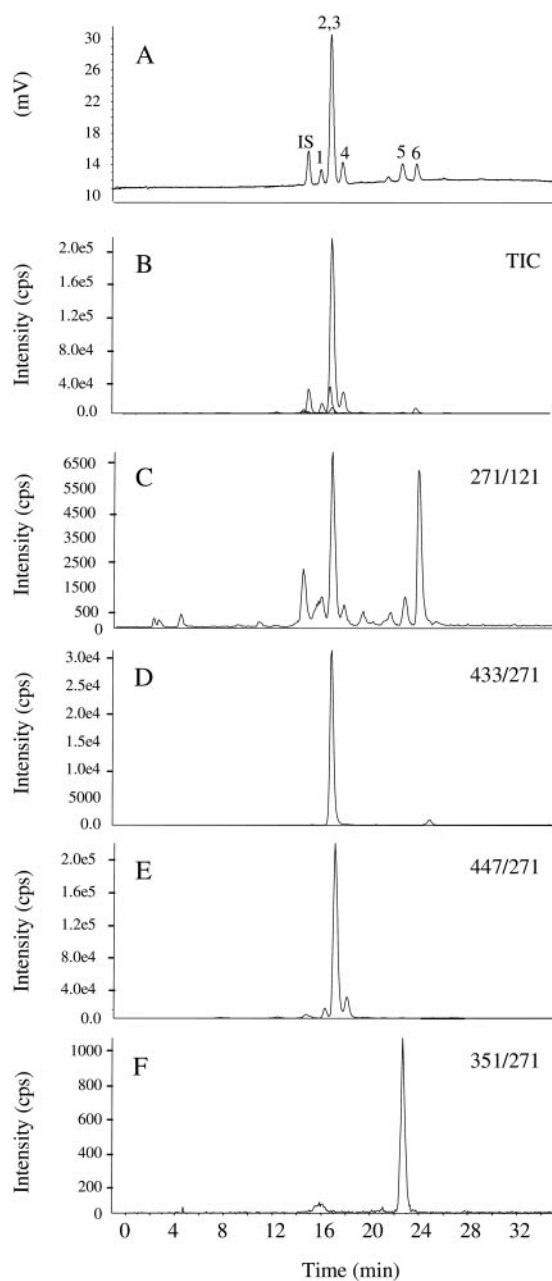 2,3
A
30
26
22
18
14
10
(mV)
IS
1
4
5
6
B
TIC
2.0e5
1.6e5
1.2e5
8.0e4
4.0e4
0.0
Intensity (cps)
C
271/121
6500
5500
4500
3500
2500
1500
500
0
Intensity (cps)
D
433/271
3.0e4
2.5e4
2.0e4
1.5e4
1.0e4
5000
0.0
Intensity (cps)
E
447/271
2.0e5
1.6e5
1.2e5
8.0e4
4.0e4
0.0
Intensity (cps)
F
351/271
1000
800
600
400
200
0
Intensity (cps)
0 4 8 12 16 20 24 28 32
Time (min)